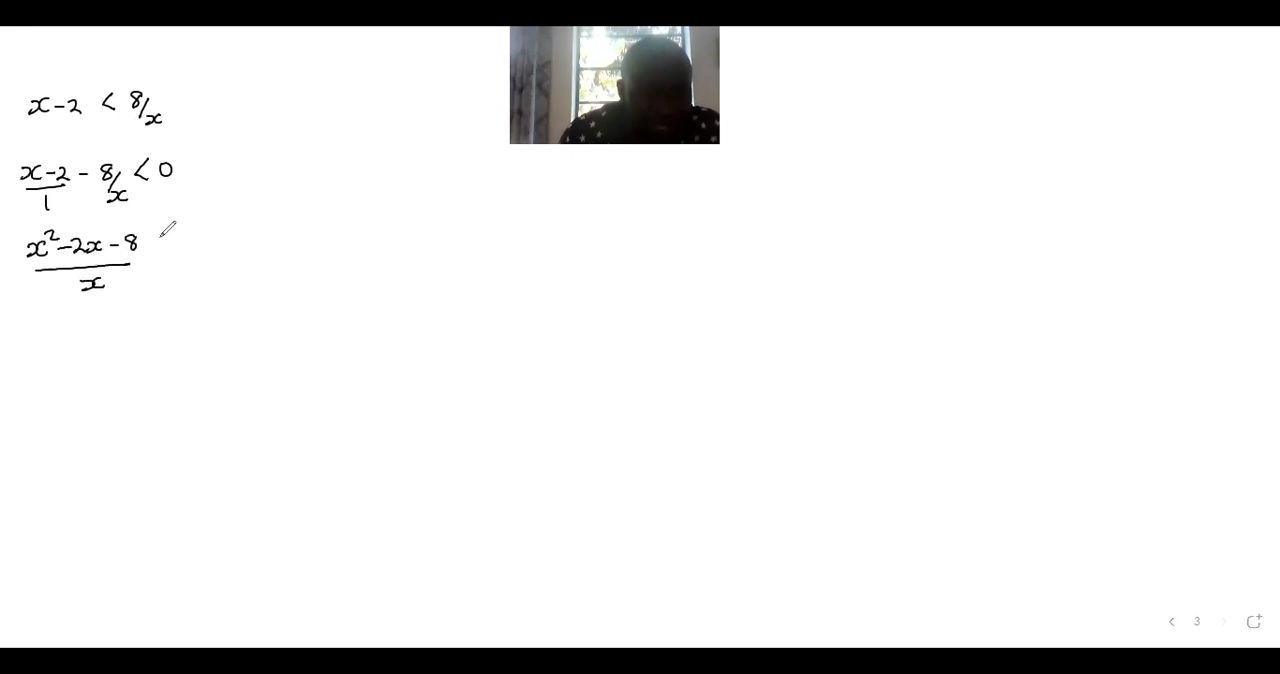 x-2 < 8/x
x-2/1 - 8/x < 0
x²-2x-8
x
3